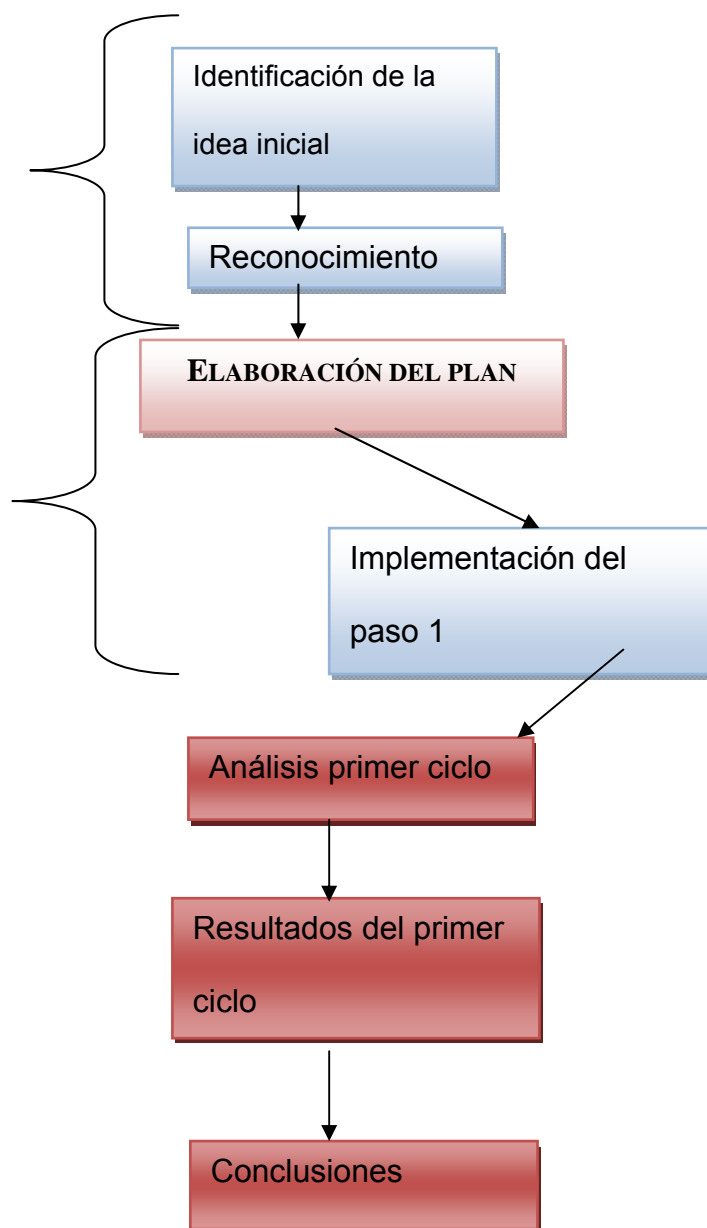 Identificación de la
idea inicial
Reconocimiento
ELABORACIÓN DEL PLAN
Implementación del
paso 1
Análisis primer ciclo
Resultados del primer
ciclo
Conclusiones